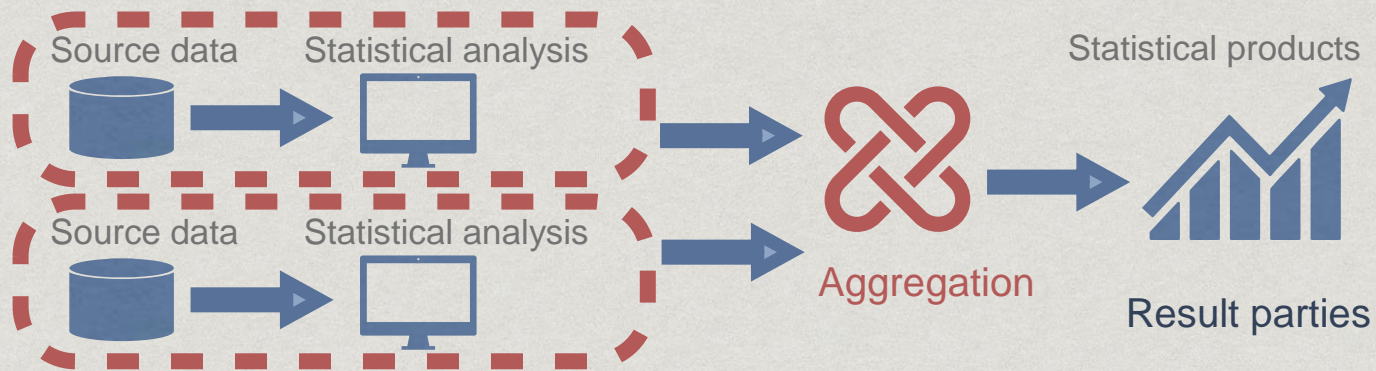 Source data
Statistical analysis
Statistical products
Source data
Statistical analysis
Aggregation
Result parties